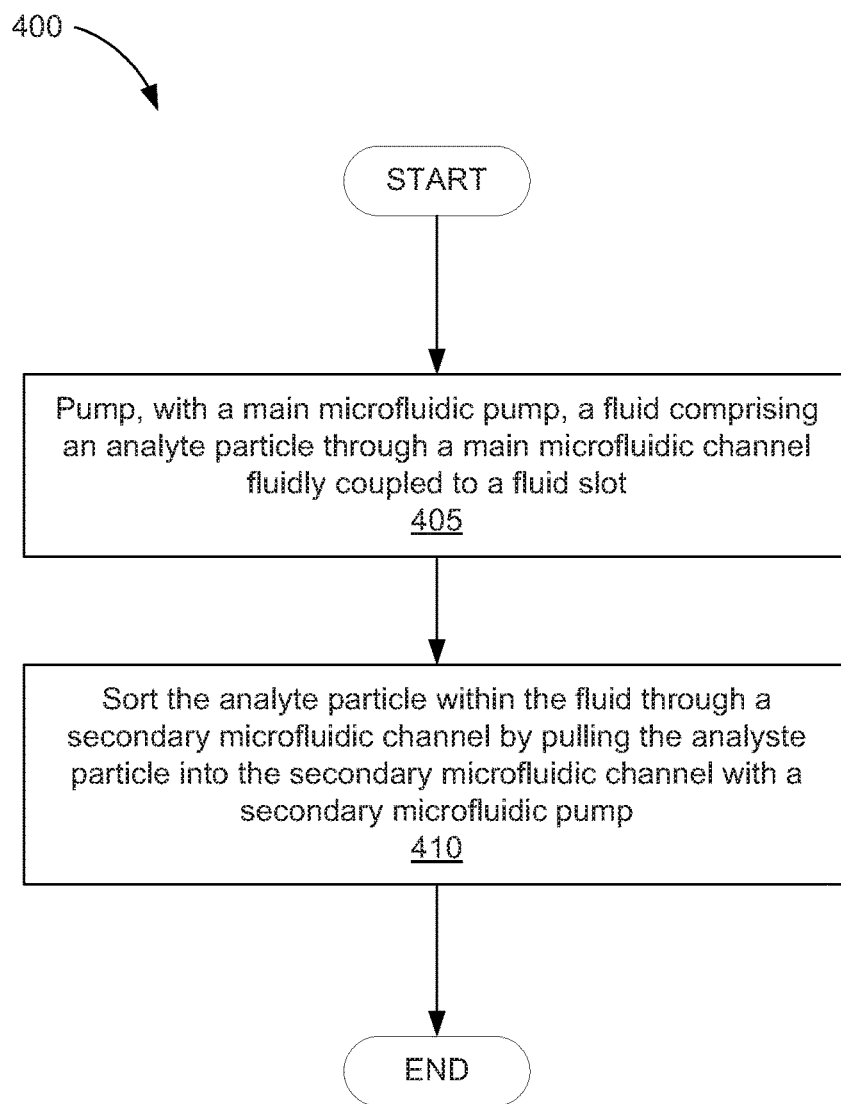 400
START
Pump, with a main microfluidic pump, a fluid comprising
an analyte particle through a main microfluidic channel
fluidly coupled to a fluid slot
405
Sort the analyte particle within the fluid through a
secondary microfluidic channel by pulling the analyste
particle into the secondary microfluidic channel with a
secondary microfluidic pump
410
END